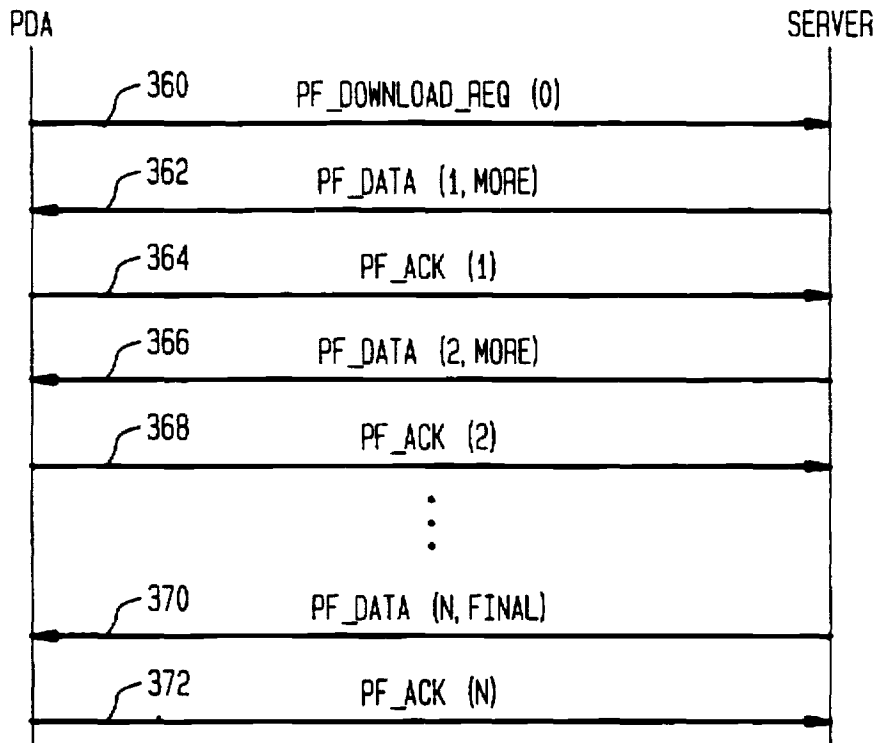 PDA SERVER
360 PF_DOWNLOAD_REQ (0)
362 PF_DATA (1, MORE)
364 PF_ACK (1)
366 PF_DATA (2, MORE)
368 PF_ACK (2)
370 PF_DATA (N, FINAL)
372 PF_ACK (N)